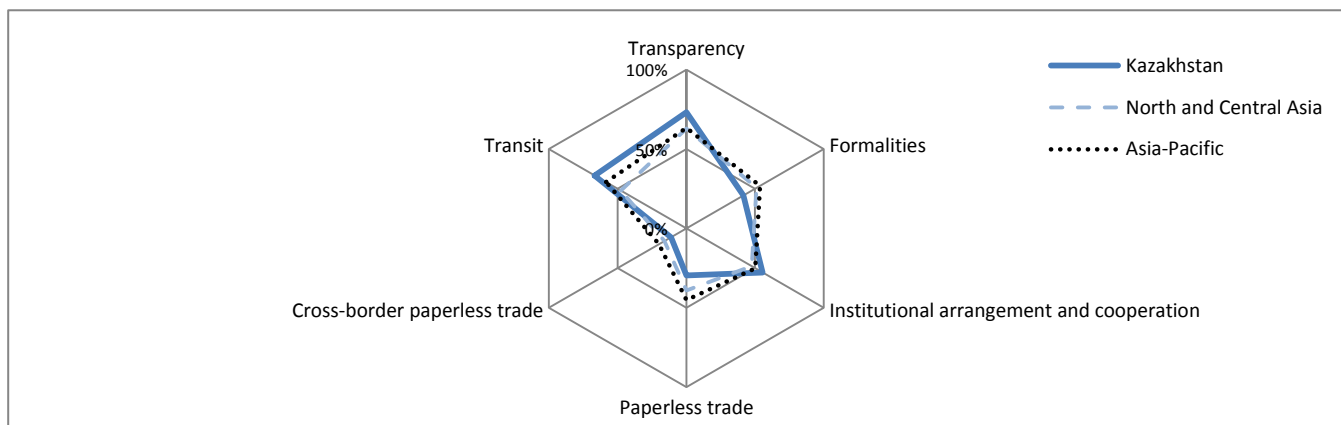 Transparency
100%
Kazakhstan
North and Central Asia
Asia-Pacific
Transit
50%
Formalities
0%
Cross-border paperless trade
Institutional arrangement and cooperation
Paperless trade